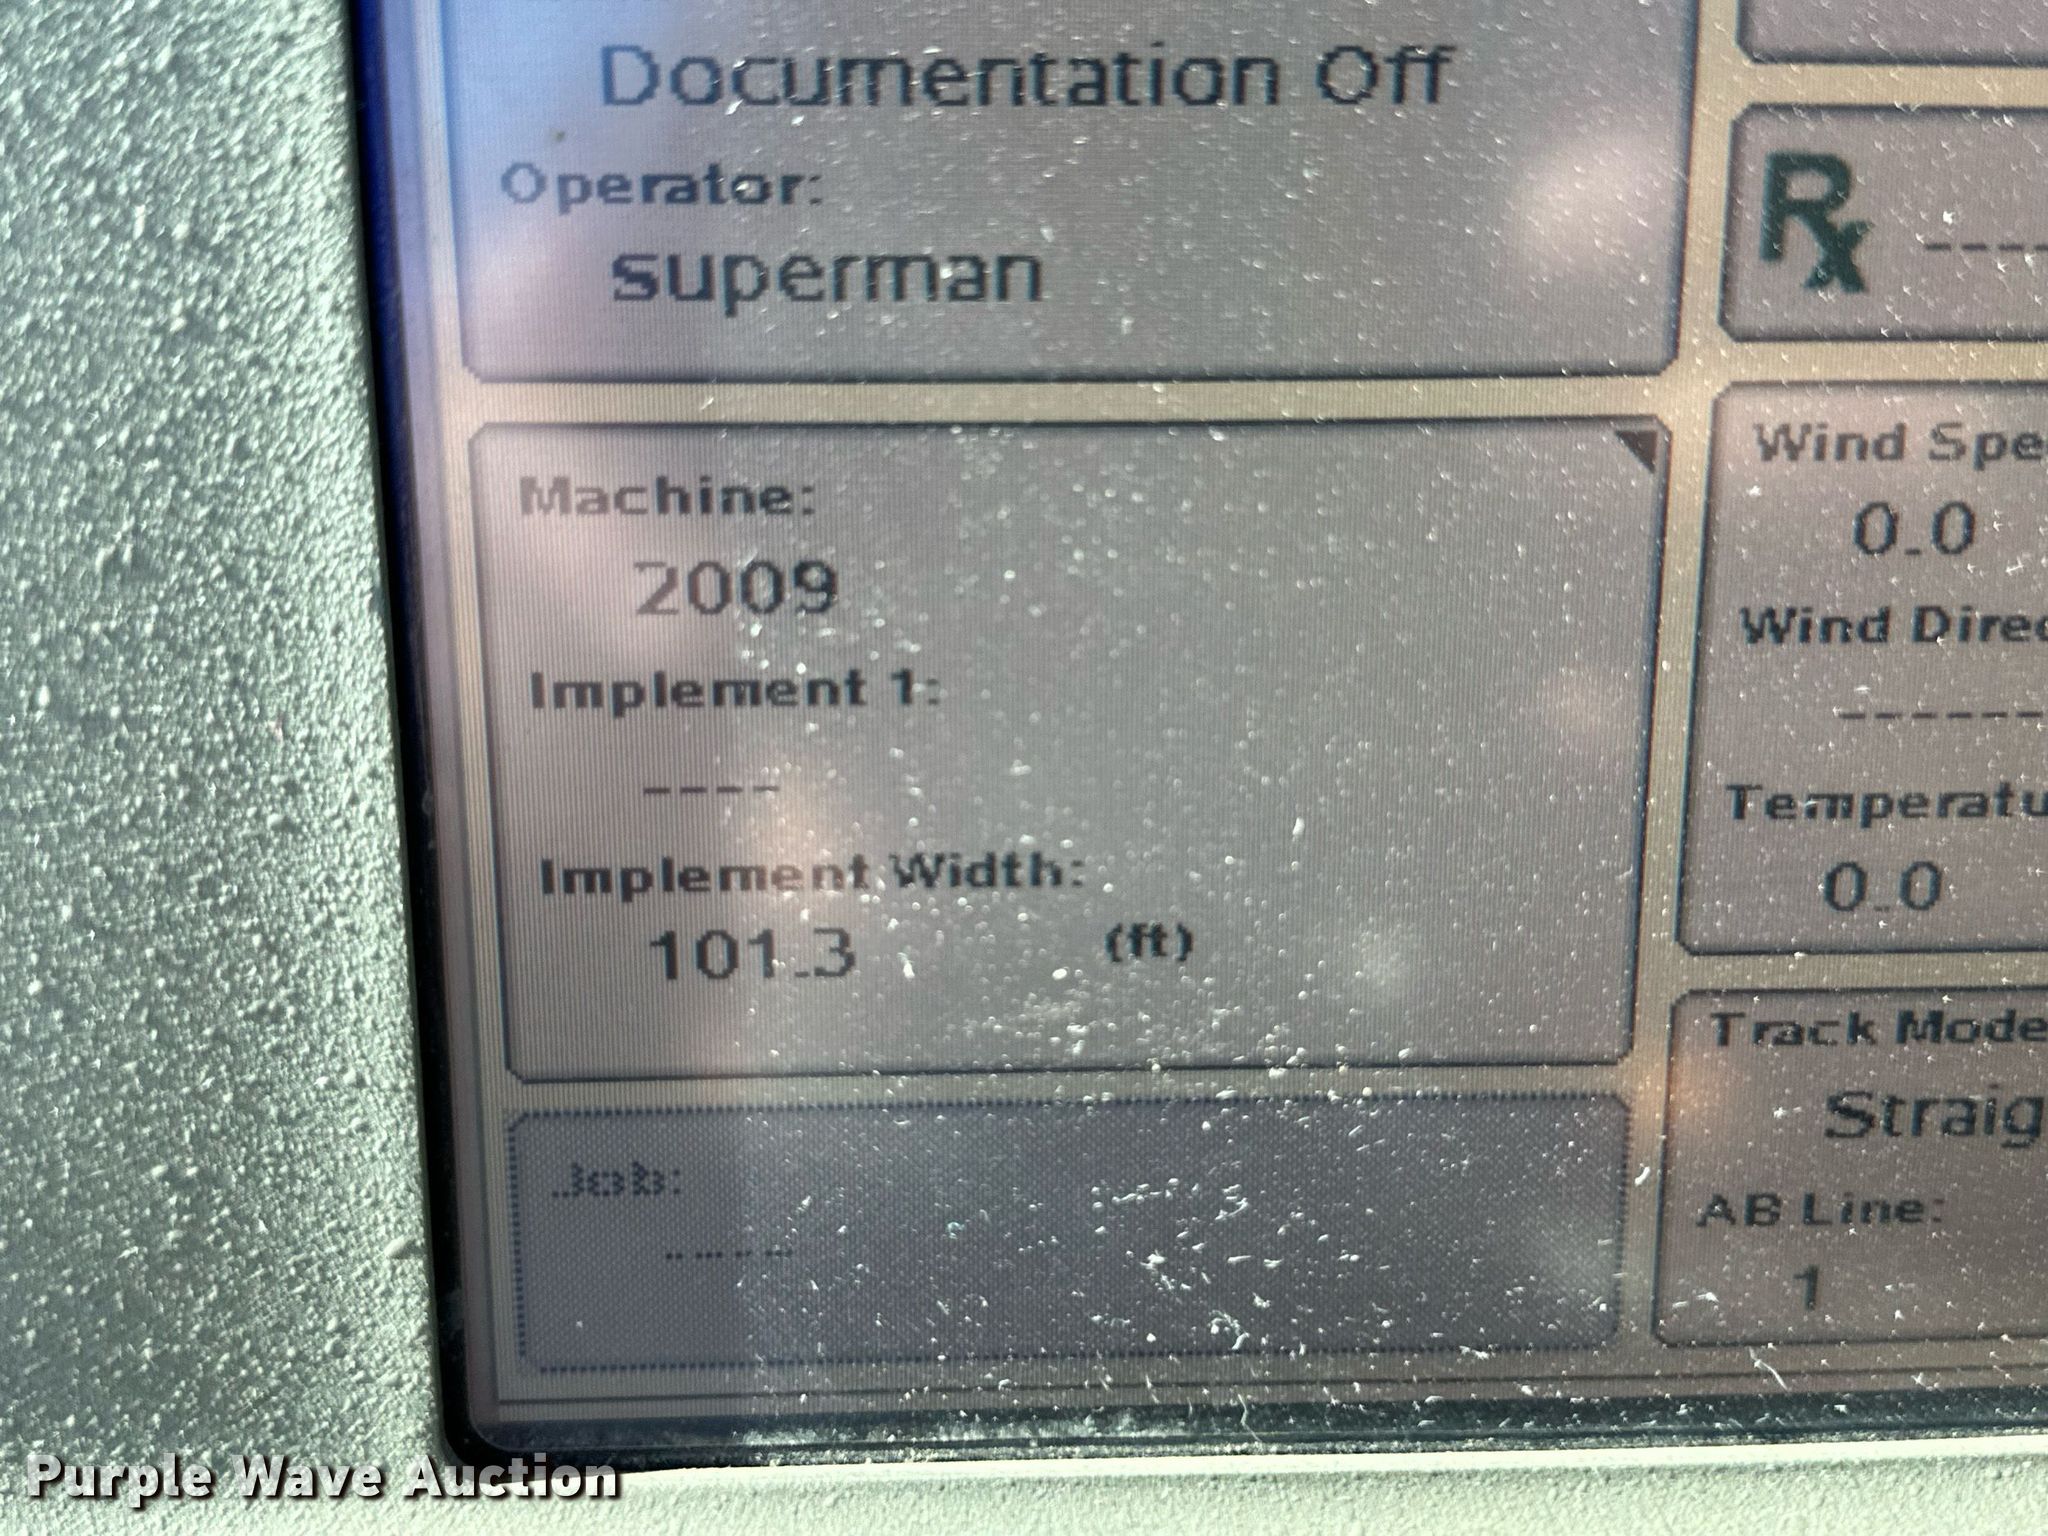 Documentation Off
Operator:
superman
Machine:
2009
Implement 1:
----
Implement Width:
101.3 (ft)
Job:
----
Rx ----
Wind Spe
0.0
Wind Direc
------
Temperatu
0.0
Track Mode
Straig
AB Line:
1
Purple Wave Auction